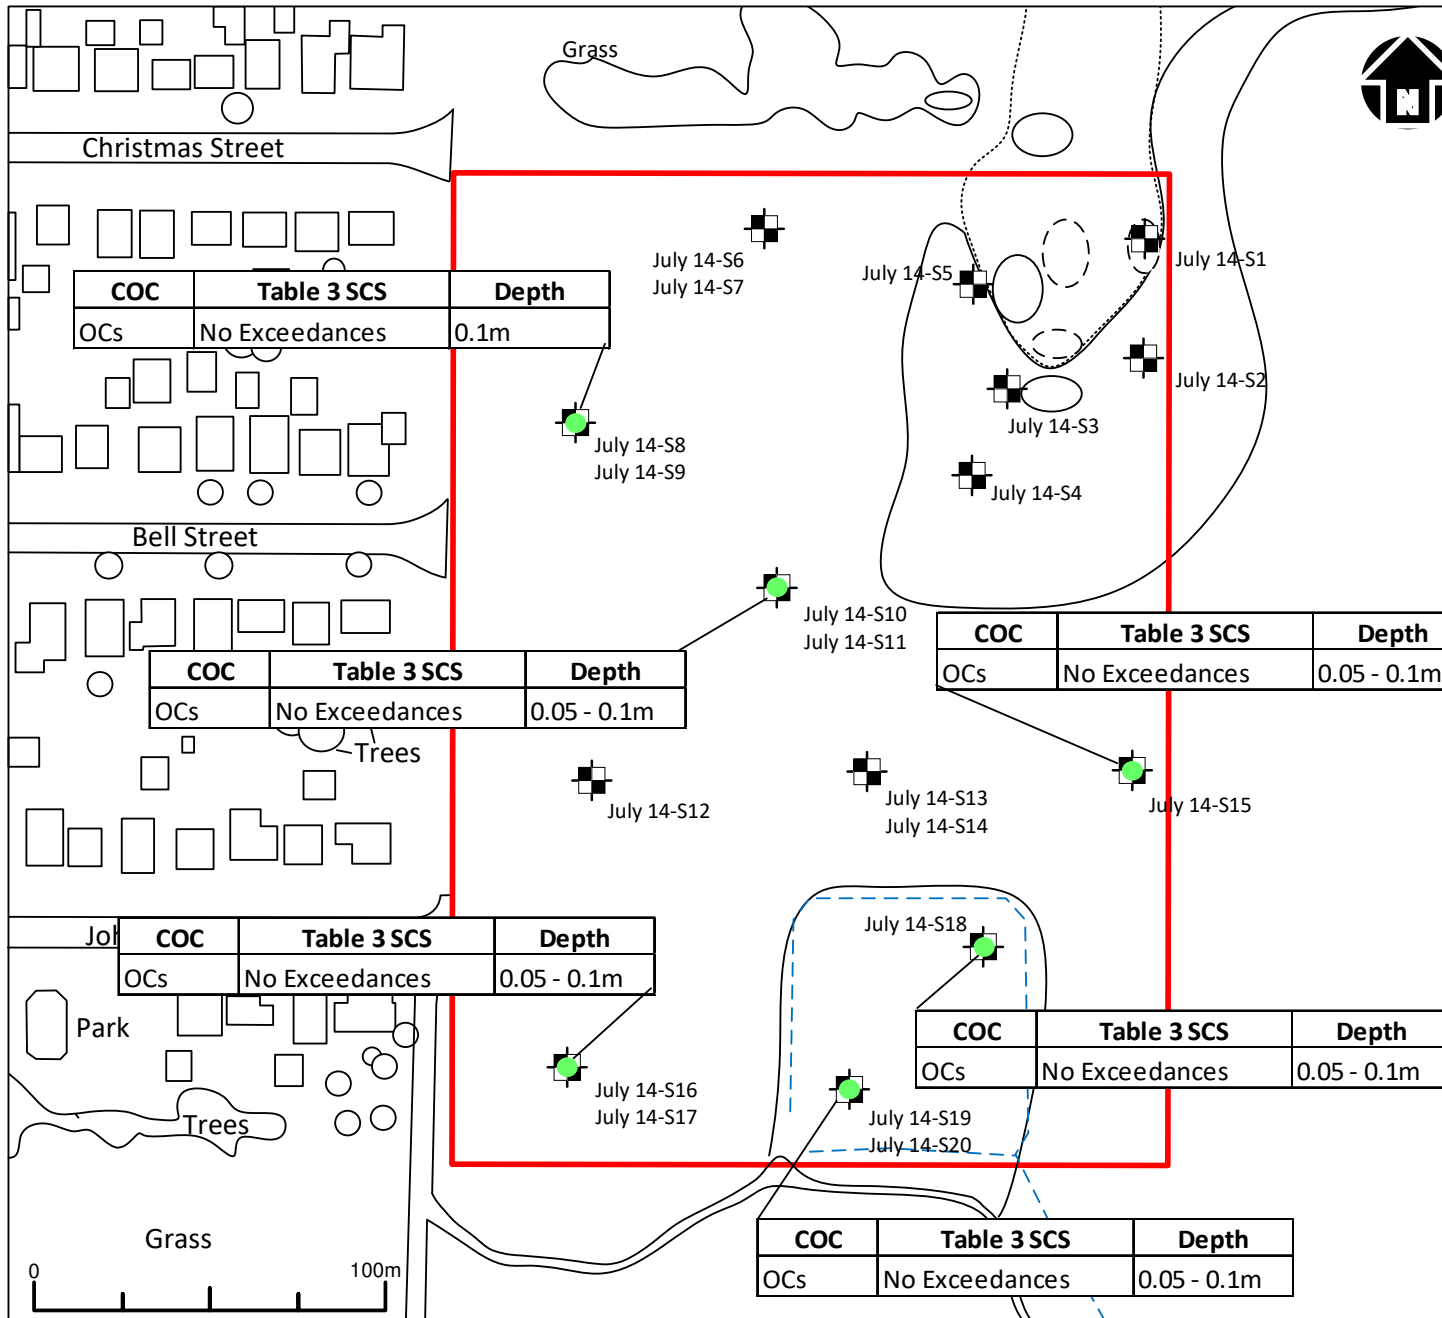 Grass
N
Christmas Street
July 14-S6
July 14-S7
July 14-S5
July 14-S1
COC Table 3 SCS Depth
OCs No Exceedances 0.1m
July 14-S2
July 14-S3
July 14-S8
July 14-S9
July 14-S4
Bell Street
July 14-S10
July 14-S11
COC Table 3 SCS Depth
OCs No Exceedances 0.05 - 0.1m
COC Table 3 SCS Depth
OCs No Exceedances 0.05 - 0.1m
Trees
July 14-S12
July 14-S13
July 14-S14
July 14-S15
July 14-S18
Joh
COC Table 3 SCS Depth
OCs No Exceedances 0.05 - 0.1m
Park
COC Table 3 SCS Depth
OCs No Exceedances 0.05 - 0.1m
July 14-S16
July 14-S17
Trees
July 14-S19
July 14-S20
Grass
COC Table 3 SCS Depth
OCs No Exceedances 0.05 - 0.1m
0 100m